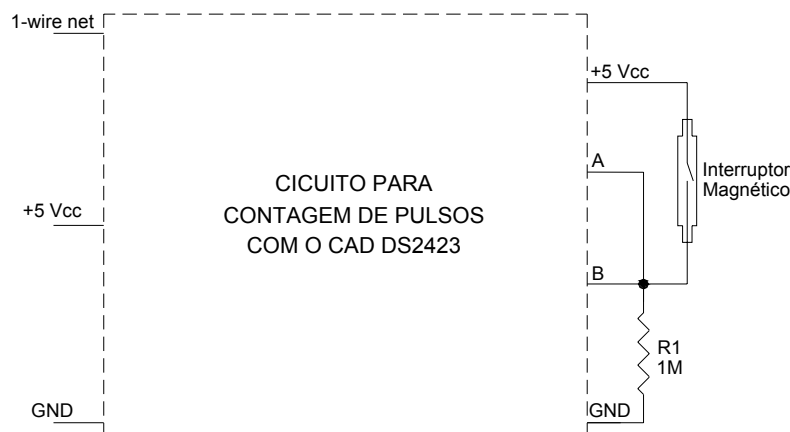 1-wire net
+5 Vcc
A
Interruptor
Magnético
CICUITO PARA
CONTAGEM DE PULSOS
COM O CAD DS2423
+5 Vcc
B
R1
1M
GND
GND